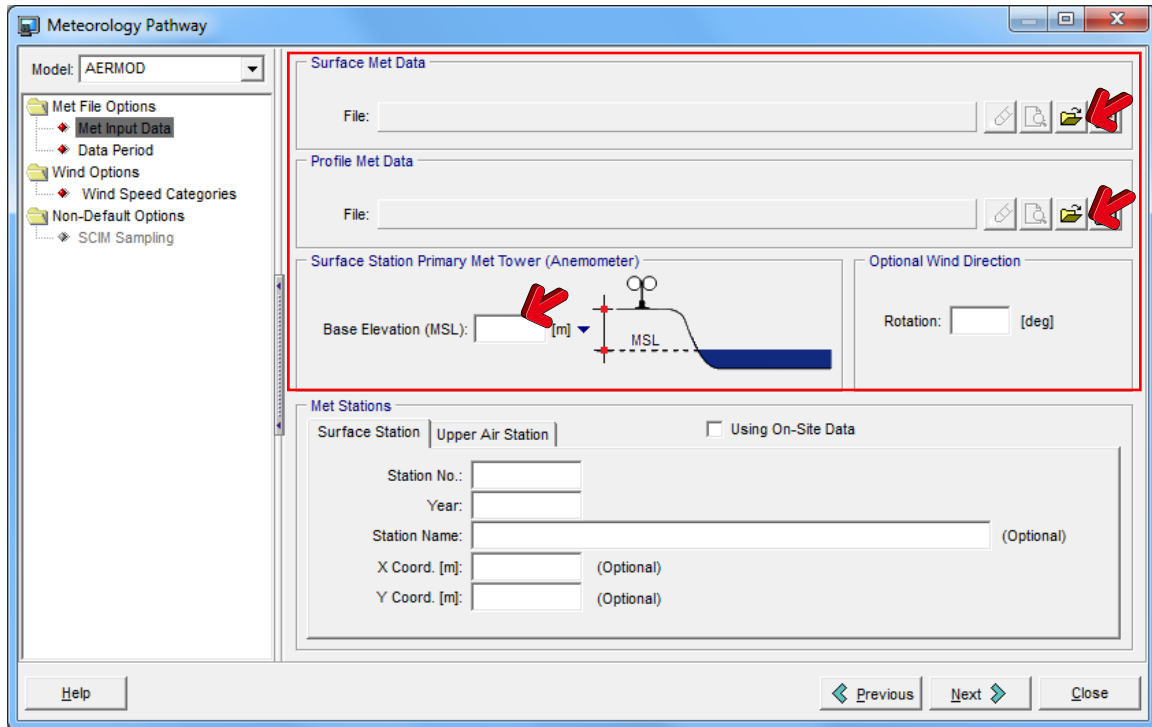 Meteorology Pathway
Model: AERMOD
Met File Options
Met Input Data
Data Period
Wind Options
Wind Speed Categories
Non-Default Options
SCIM Sampling
Surface Met Data
File:
Profile Met Data
File:
Surface Station Primary Met Tower (Anemometer)
Base Elevation (MSL): [m]
MSL
Optional Wind Direction
Rotation: [deg]
Met Stations
Surface Station Upper Air Station Using On-Site Data
Station No.:
Year:
Station Name: (Optional)
X Coord. [m]: (Optional)
Y Coord. [m]: (Optional)
Help Previous Next Close